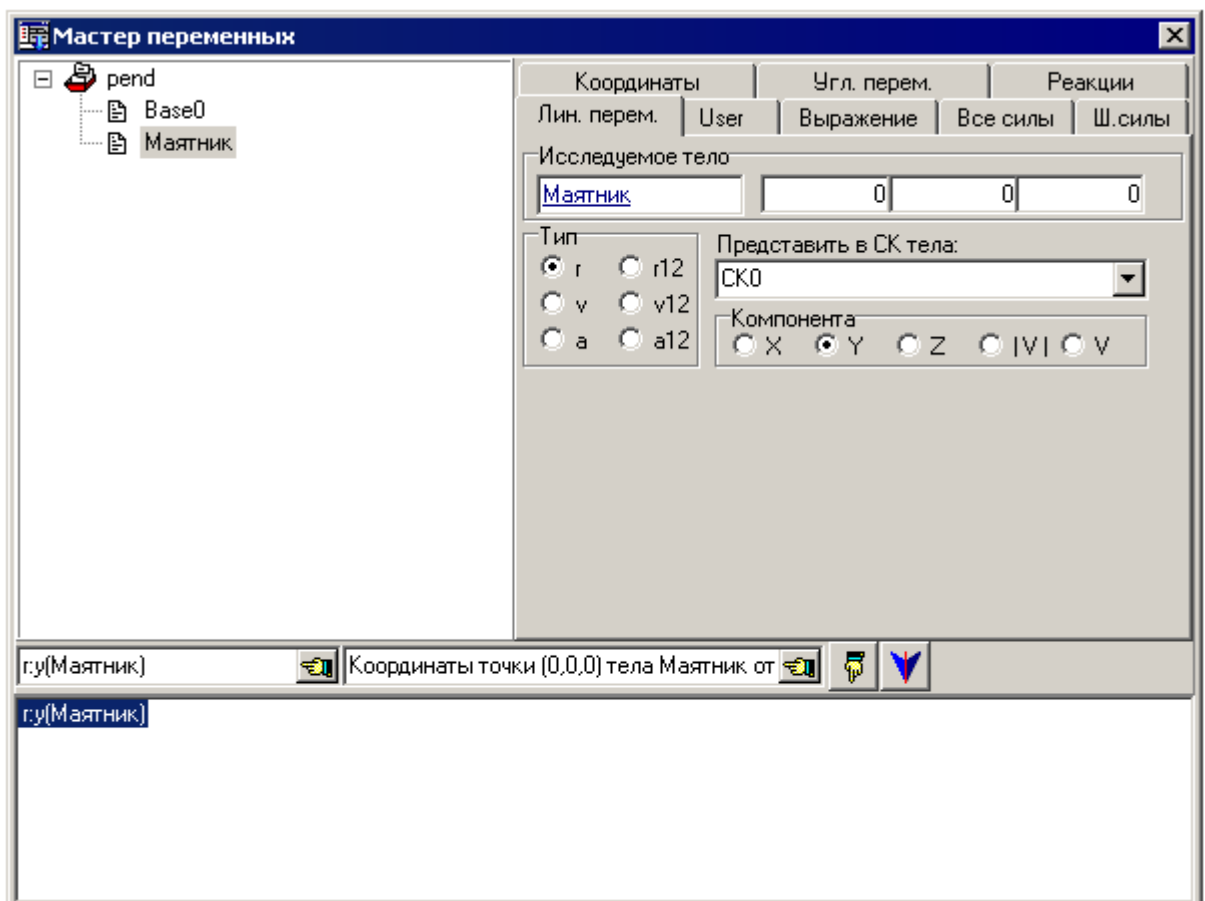 Мастер переменных
pend
Base0
Маятник
Координаты Угл. перем. Реакции
Лин. перем. User Выражение Все силы Ш.силы
Исследуемое тело
Маятник 0 0 0
Тип
r r12
v v12
a a12
Представить в СК тела:
СК0
Компонента
X Y Z |V| V
r:y(Маятник) Координаты точки (0,0,0) тела Маятник от
r:y(Маятник)